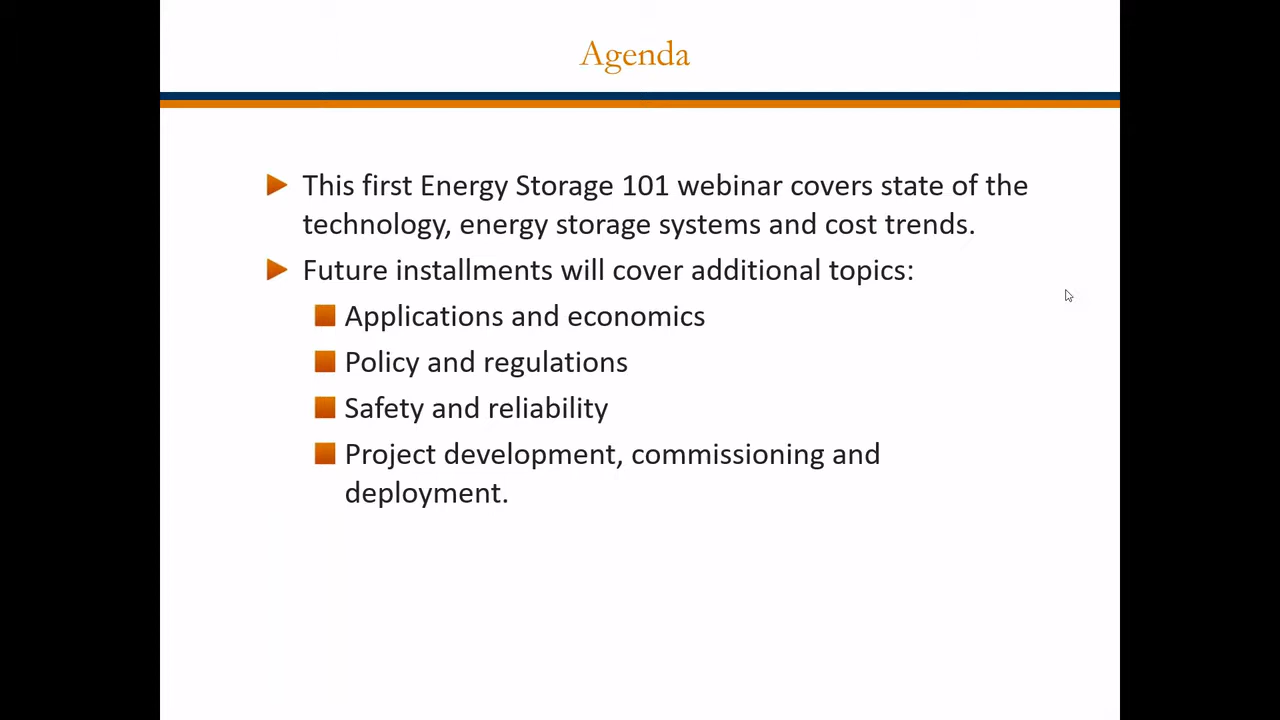 Agenda
This first Energy Storage 101 webinar covers state of the
technology, energy storage systems and cost trends.
Future installments will cover additional topics:
Applications and economics
Policy and regulations
Safety and reliability
Project development, commissioning and
deployment.